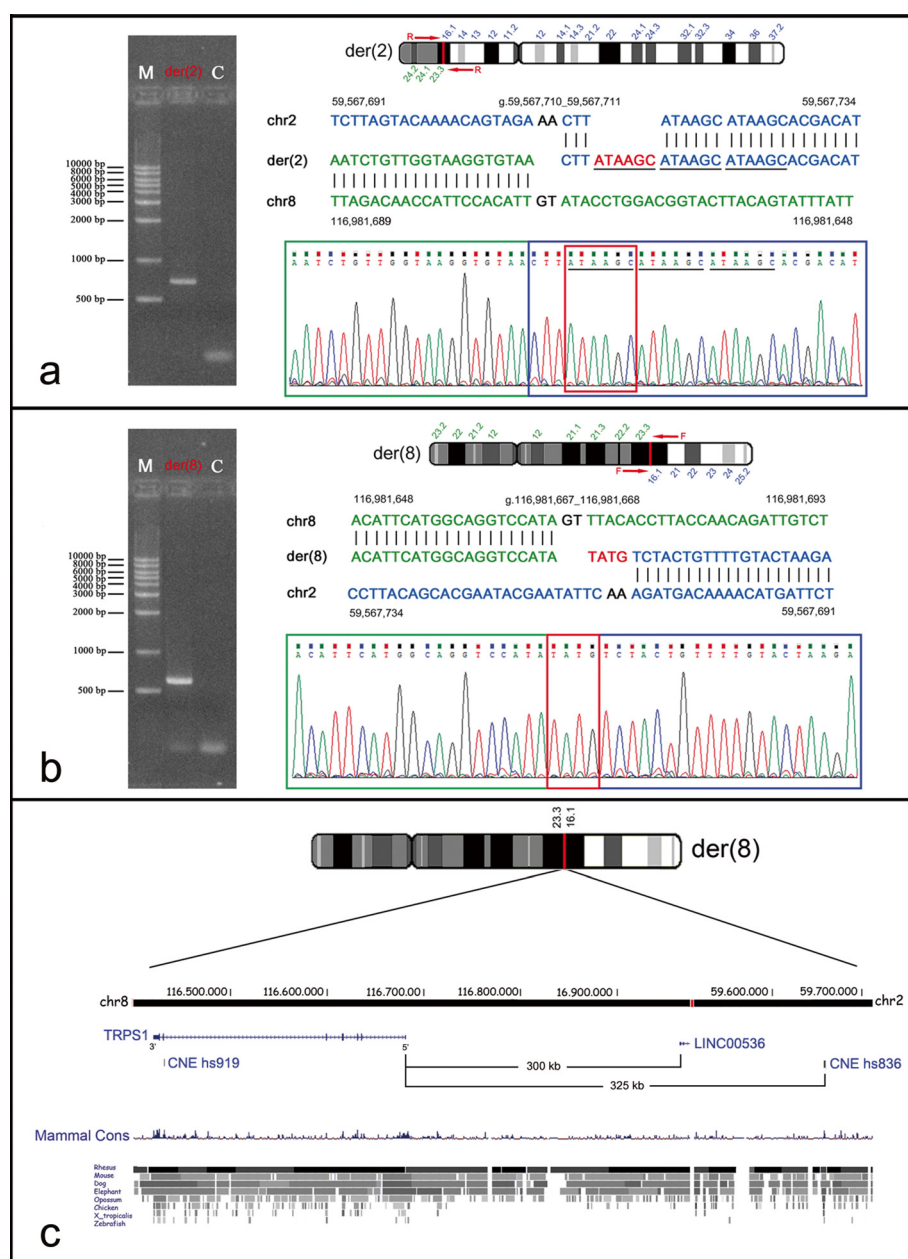 a
M der(2) C
10000 bp
8000 bp
6000 bp
5000 bp
4000 bp
3000 bp
2000 bp
1000 bp
500 bp
der(2)
R
16.1 14 13 12 11.2 12 14.1 14.3 21.2 22 24.1 24.3 32.1 32.3 34 36 37.2
24.2 24.1 23.3
R
59,567,691 g.59,567,710_59,567,711 59,567,734
chr2 TCTTAGTACAAAACAGTAGA AA CTT ATAAGC ATAAGCACGACAT
der(2) AATCTGTTGGTAAGGTGTAA CTT ATAAGC ATAAGC ATAAGCACGACAT
chr8 TTAGACAACCATTCCACATT GT ATACCTGGACGGTACTTACAGTATTTATT
116,981,689 116,981,648
AATCTGTTGGTAAGGTGTAACTTATAAGCATAAGCATAAGCACGACAT
b
M der(8) C
10000 bp
8000 bp
6000 bp
5000 bp
4000 bp
3000 bp
2000 bp
1000 bp
500 bp
der(8)
23.2 22 21.2 12 12 21.1 21.3 22.2 23.3
F
F
16.1 21 22 23 24 25.2
116,981,648 g.116,981,667_116,981,668 116,981,693
chr8 ACATTCATGGCAGGTCCATA GT TTACACCTTACCAACAGATTGTCT
der(8) ACATTCATGGCAGGTCCATA TATG TCTACTGTTTTGTACTAAGA
chr2 CCTTACAGCACGAATACGAATATTC AA AGATGACAAAACATGATTCT
59,567,734 59,567,691
ACATTCATGGCAGGTCCATATATGTCTACTGTTTTGTACTAAGA
c
23.3 16.1
der(8)
116.500.000 116.600.000 116.700.000 116.800.000 116.900.000 59.600.000 59.700.000
chr8 chr2
TRPS1
3' 5'
LINC00536
CNE hs919
300 kb
CNE hs836
325 kb
Mammal Cons
Rhesus
Mouse
Dog
Elephant
Opossum
Chicken
X_tropicalis
Zebrafish